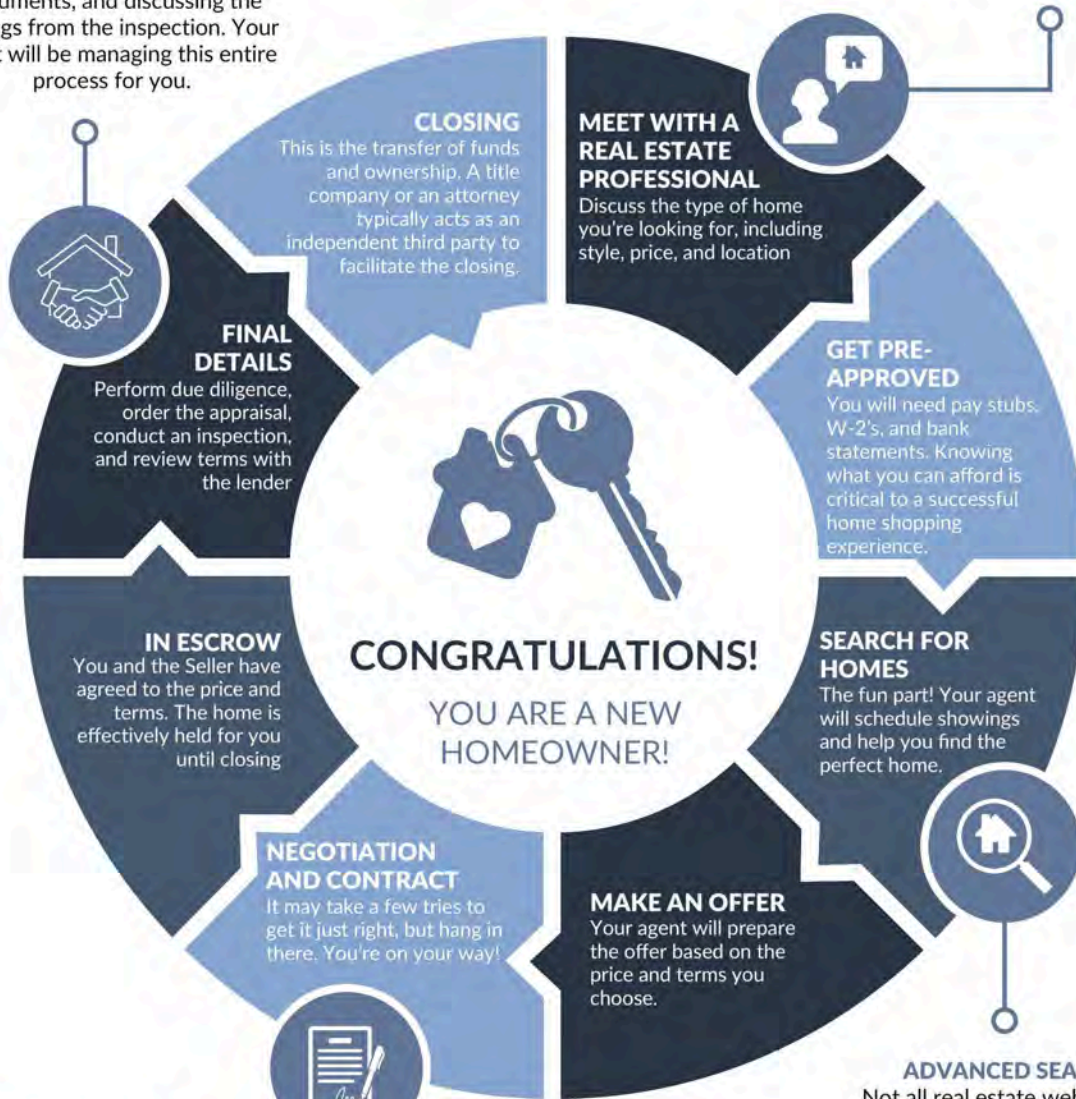 and discussing the
from the inspection. Your
will be managing this entire
process for you.
CLOSING
This is the transfer of funds
and ownership. A title
company or an attorney
typically acts as an
independent third party to
facilitate the closing.
MEET WITH A
REAL ESTATE
PROFESSIONAL
Discuss the type of home
you're looking for, including
style, price, and location
GET PRE-
APPROVED
You will need pay stubs,
W-2's, and bank
statements. Knowing
what you can afford is
critical to a successful
home shopping
experience.
SEARCH FOR
HOMES
The fun part! Your agent
will schedule showings
and help you find the
perfect home.
MAKE AN OFFER
Your agent will prepare
the offer based on the
price and terms you
choose.
NEGOTIATION
AND CONTRACT
It may take a few tries to
get it just right, but hang in
there. You're on your way!
IN ESCROW
You and the Seller have
agreed to the price and
terms. The home is
effectively held for you
until closing
FINAL
DETAILS
Perform due diligence,
order the appraisal,
conduct an inspection,
and review terms with
the lender
CONGRATULATIONS!
YOU ARE A NEW
HOMEOWNER!
ADVANCED
Not all real estate